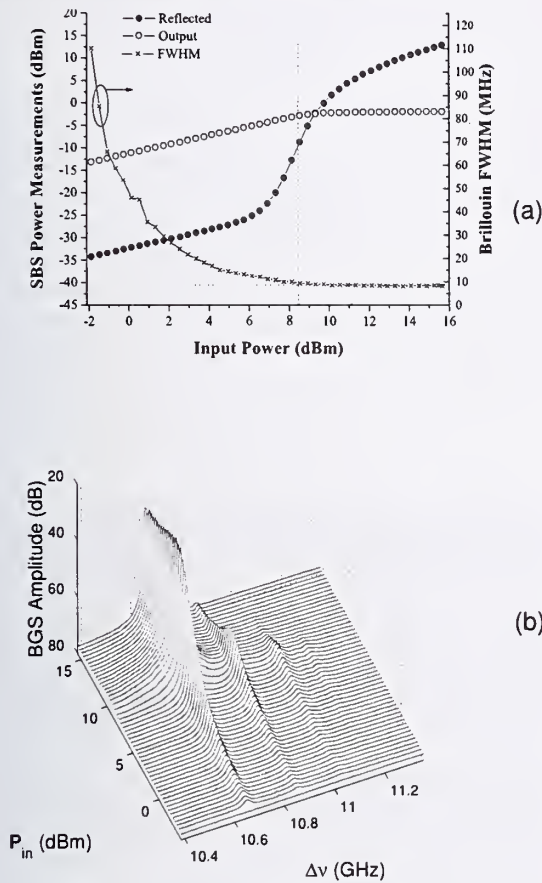 Reflected
Output
FWHM
SBS Power Measurements (dBm)
20
15
10
5
0
-5
-10
-15
-20
-25
-30
-35
-40
-45
110
100
90
80
70
60
50
40
30
20
10
0
Brillouin FWHM (MHz)
-2 0 2 4 6 8 10 12 14 16
Input Power (dBm)
(a)
BGS Amplitude (dB)
20
40
60
80
15
10
5
0
P in (dBm)
10.4 10.6 10.8 11 11.2
Δν (GHz)
(b)